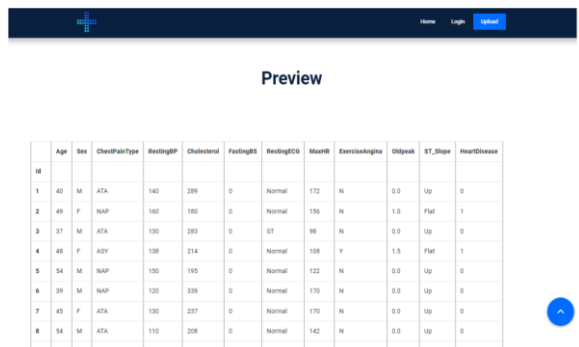 Home Login Upload
Preview
Age Sex ChestPainType RestingBP Cholesterol FastingBS RestingECG MaxHR ExerciseAngina Oldpeak ST_Slope HeartDisease
Id
1 40 M ATA 140 289 0 Normal 172 N 0.0 Up 0
2 49 F NAP 160 180 0 Normal 156 N 1.0 Flat 1
3 37 M ATA 130 283 0 ST 98 N 0.0 Up 0
4 48 F ASY 138 214 0 Normal 108 Y 1.5 Flat 1
5 54 M NAP 150 195 0 Normal 122 N 0.0 Up 0
6 39 M NAP 120 339 0 Normal 170 N 0.0 Up 0
7 45 F ATA 130 237 0 Normal 170 N 0.0 Up 0
8 54 M ATA 110 208 0 Normal 142 N 0.0 Up 0